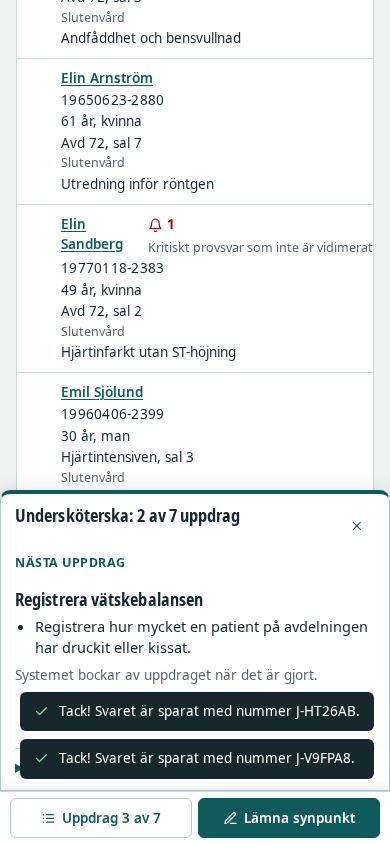 Slutenvård
Andfåddhet och bensvullnad
Elin Arnström
19650623-2880
61 år, kvinna
Avd 72, sal 7
Slutenvård
Utredning inför röntgen
Elin
Sandberg
1
Kritiskt provsvar som inte är vidimerat
19770118-2383
49 år, kvinna
Avd 72, sal 2
Slutenvård
Hjärtinfarkt utan ST-höjning
Emil Sjölund
19960406-2399
30 år, man
Hjärtintensiven, sal 3
Slutenvård
Undersköterska: 2 av 7 uppdrag
NÄSTA UPPDRAG
Registrera vätskebalansen
• Registrera hur mycket en patient på avdelningen
har druckit eller kissat.
Systemet bockar av uppdraget när det är gjort.
Tack! Svaret är sparat med nummer J-HT26AB.
Tack! Svaret är sparat med nummer J-V9FPA8.
Uppdrag 3 av 7
Lämna synpunkt